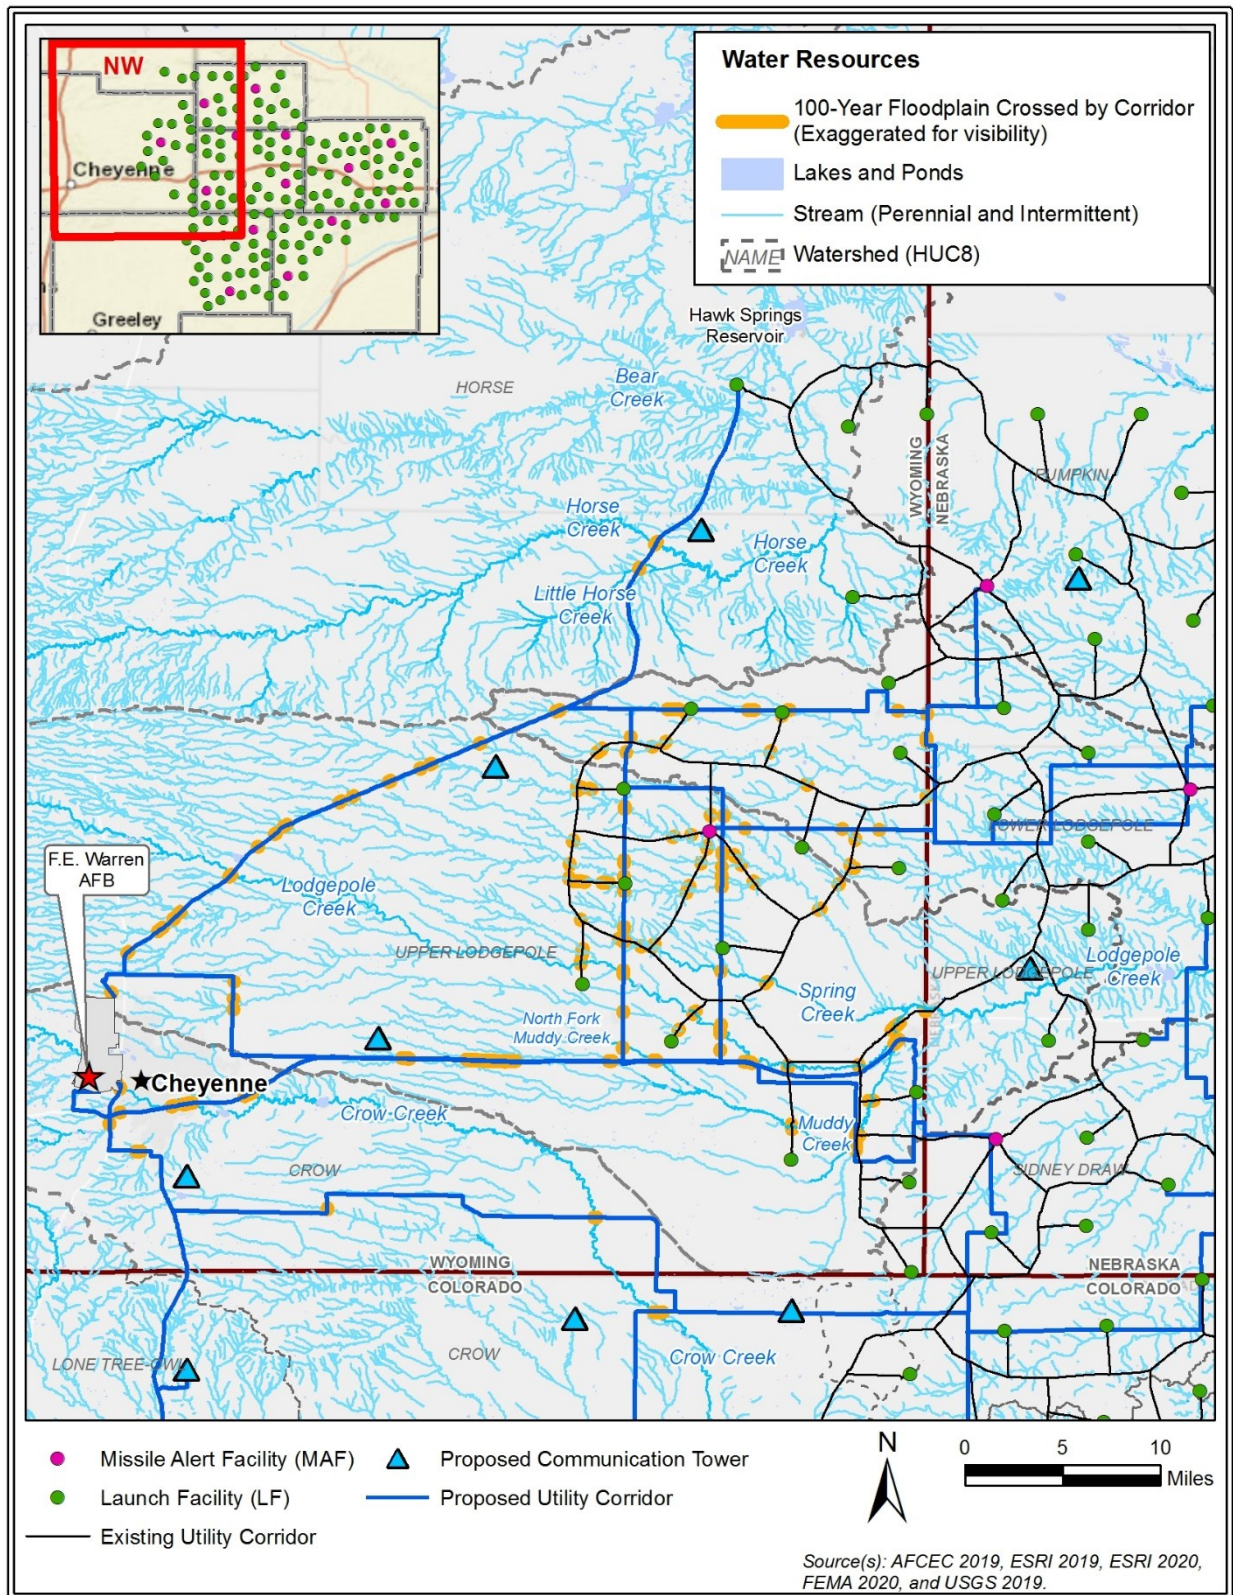 NW
Cheyenne
Greeley
Water Resources
100-Year Floodplain Crossed by Corridor
(Exaggerated for visibility)
Lakes and Ponds
Stream (Perennial and Intermittent)
NAME Watershed (HUC8)
Hawk Springs
Reservoir
HORSE
Bear
Creek
WYOMING
NEBRASKA
PUMPKIN
Horse
Creek
Horse
Creek
Little Horse
Creek
LOWER LODGEPOLE
F.E. Warren
AFB
Lodgepole
Creek
UPPER LODGEPOLE
UPPER LODGEPOLE
Lodgepole
Creek
Spring
Creek
North Fork
Muddy Creek
Cheyenne
Crow Creek
Muddy
Creek
CROW
SIDNEY DRAW
WYOMING
COLORADO
NEBRASKA
COLORADO
LONE TREE-OWL
CROW
Crow Creek
Missile Alert Facility (MAF)
Proposed Communication Tower
Launch Facility (LF)
Proposed Utility Corridor
Existing Utility Corridor
N
0 5 10
Miles
Source(s): AFCEC 2019, ESRI 2019, ESRI 2020,
FEMA 2020, and USGS 2019.